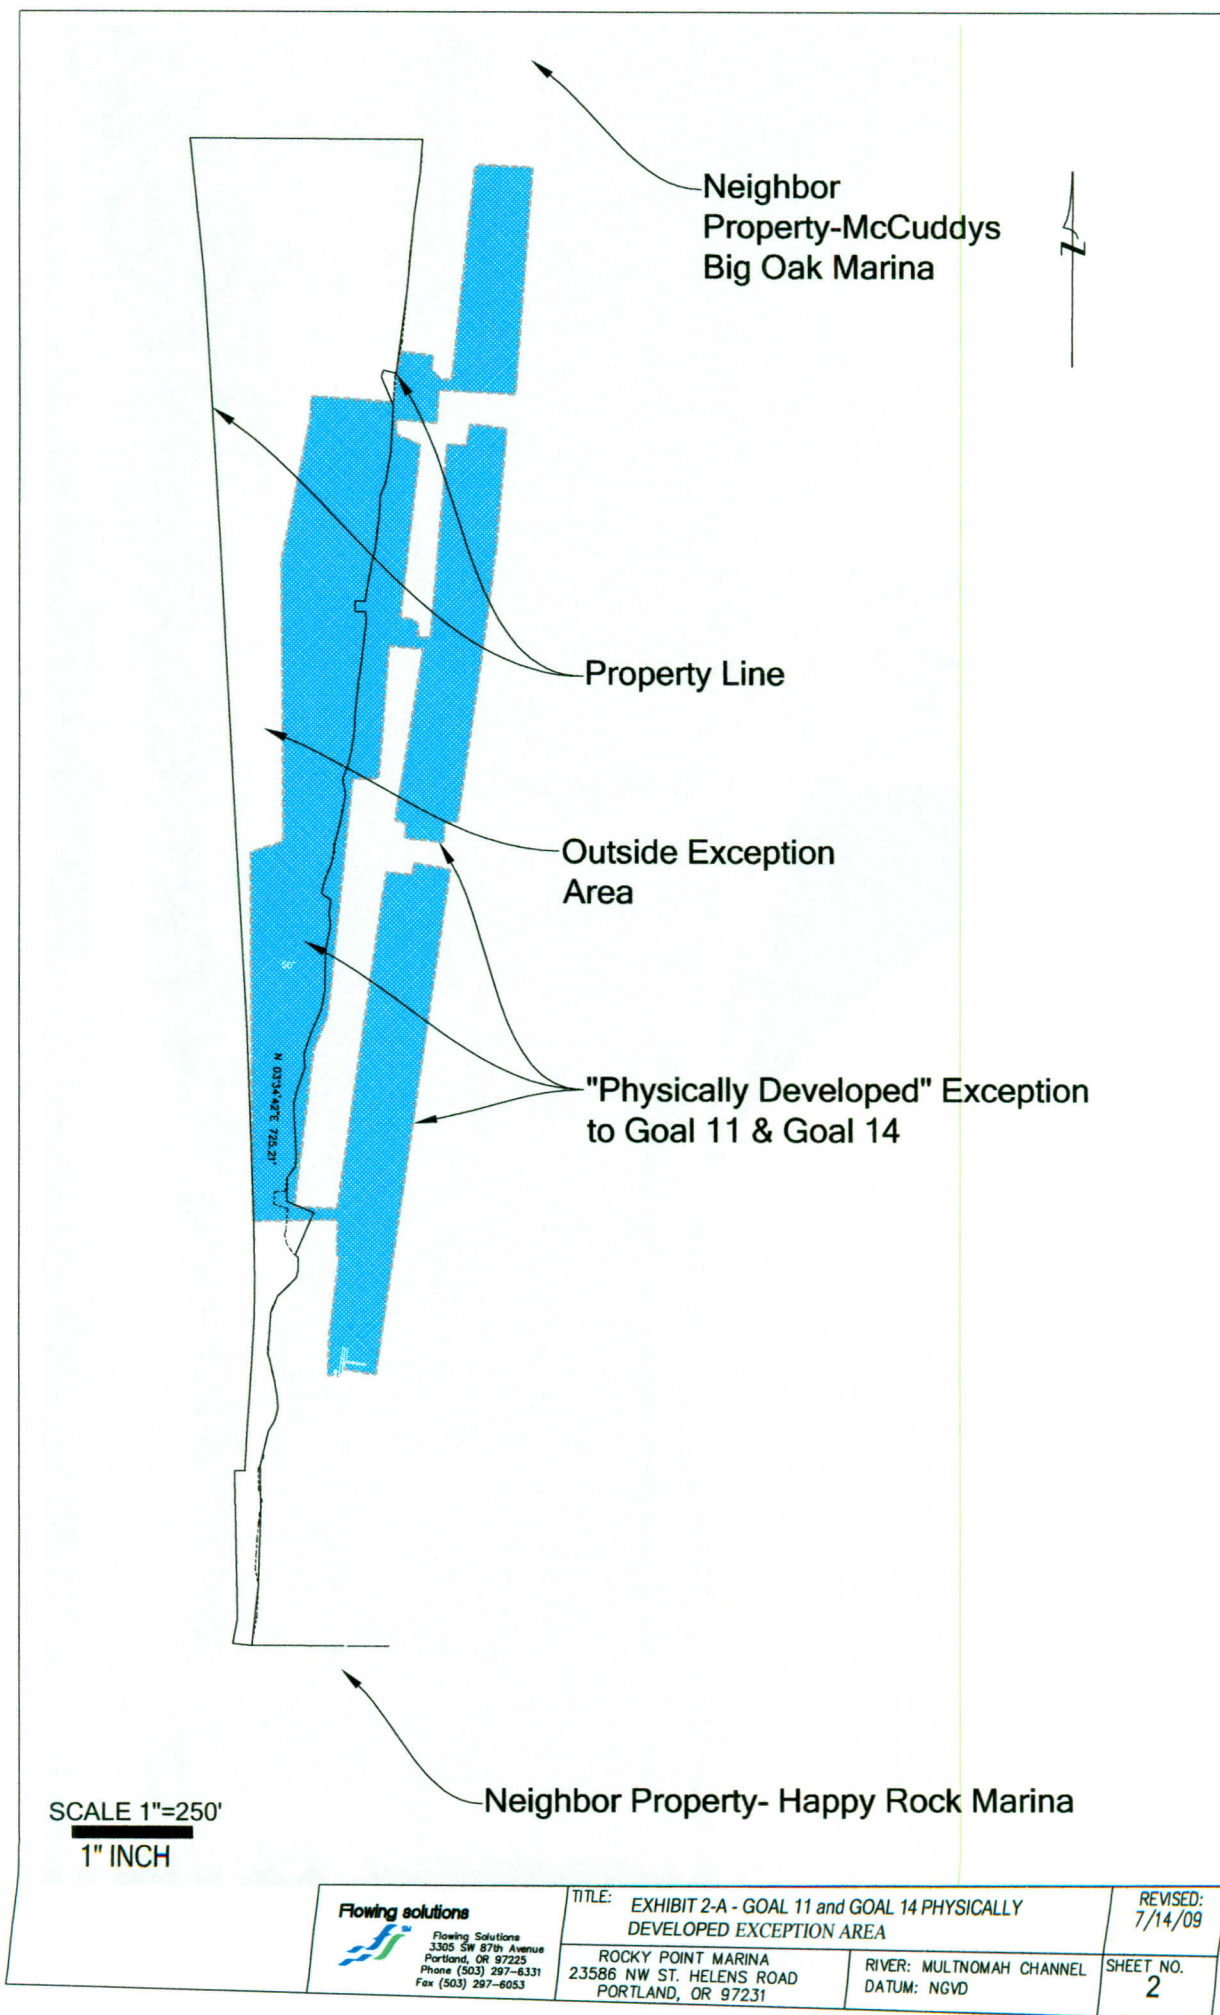 Neighbor
Property-McCuddys
Big Oak Marina
Z
Property Line
Outside Exception
Area
50'
N 03°34'42"E 725.21'
"Physically Developed" Exception
to Goal 11 & Goal 14
Neighbor Property- Happy Rock Marina
SCALE 1"=250'
1" INCH
Flowing solutions
SM
Flowing Solutions
3305 SW 87th Avenue
Portland, OR 97225
Phone (503) 297-6331
Fax (503) 297-6053
TITLE: EXHIBIT 2-A - GOAL 11 and GOAL 14 PHYSICALLY
DEVELOPED EXCEPTION AREA
REVISED:
7/14/09
ROCKY POINT MARINA
23586 NW ST. HELENS ROAD
PORTLAND, OR 97231
RIVER: MULTNOMAH CHANNEL
DATUM: NGVD
SHEET NO.
2